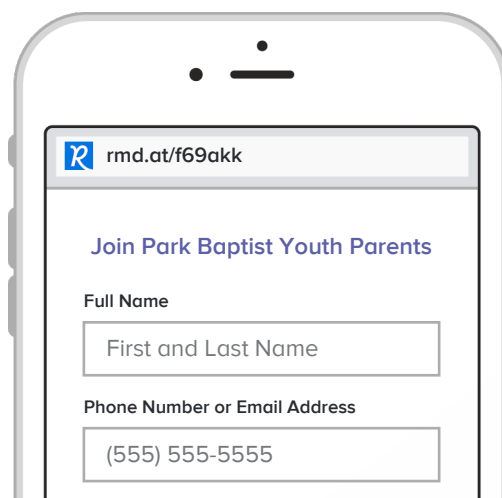 rmd.at/f69akk
Join Park Baptist Youth Parents
Full Name
First and Last Name
Phone Number or Email Address
(555) 555-5555